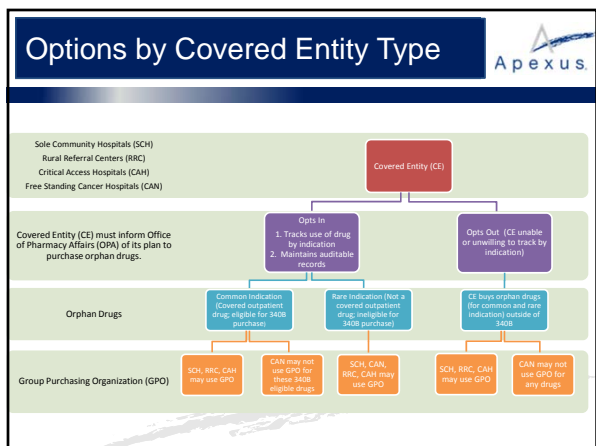 Options by Covered Entity Type
Apexus.
Sole Community Hospitals (SCH)
Rural Referral Centers (RRC)
Critical Access Hospitals (CAH)
Free Standing Cancer Hospitals (CAN)
Covered Entity (CE)
Covered Entity (CE) must inform Office
of Pharmacy Affairs (OPA) of its plan to
purchase orphan drugs.
Opts In
1. Tracks use of drug
by indication
2. Maintains auditable
records
Opts Out (CE unable
or unwilling to track by
indication)
Orphan Drugs
Common Indication
(Covered outpatient
drug; eligible for 340B
purchase)
Rare Indication (Not a
covered outpatient
drug; ineligible for
340B purchase)
CE buys orphan drugs
(for common and rare
indication) outside of
340B
Group Purchasing Organization (GPO)
SCH, RRC, CAH
may use GPO
CAN may not
use GPO for
these 340B
eligible drugs
SCH, CAN,
RRC, CAH may
use GPO
SCH, RRC, CAH
may use GPO
CAN may not
use GPO for
any drugs